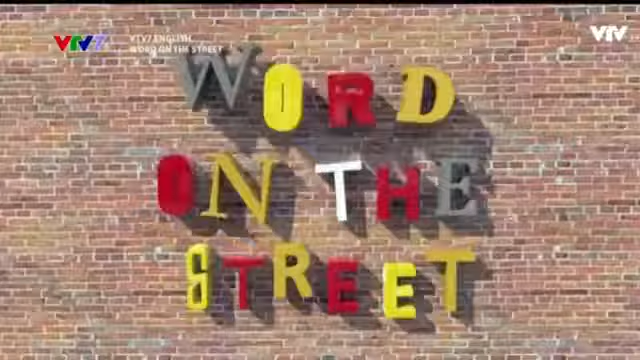 VTV7
VTV7 ENGLISH
WORD ON THE STREET
VTV
WORD
ON THE
STREET